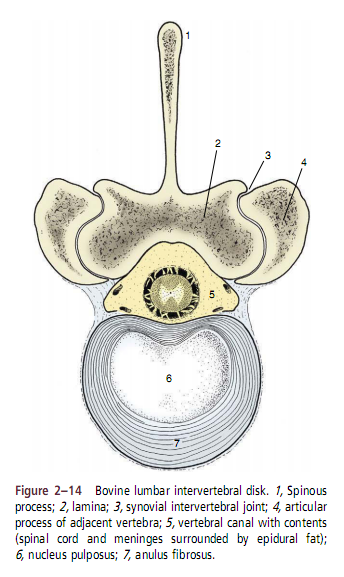 1
2
3
4
5
6
7
Figure 2–14 Bovine lumbar intervertebral disk. 1, Spinous
process; 2, lamina; 3, synovial intervertebral joint; 4, articular
process of adjacent vertebra; 5, vertebral canal with contents
(spinal cord and meninges surrounded by epidural fat);
6, nucleus pulposus; 7, anulus fibrosus.